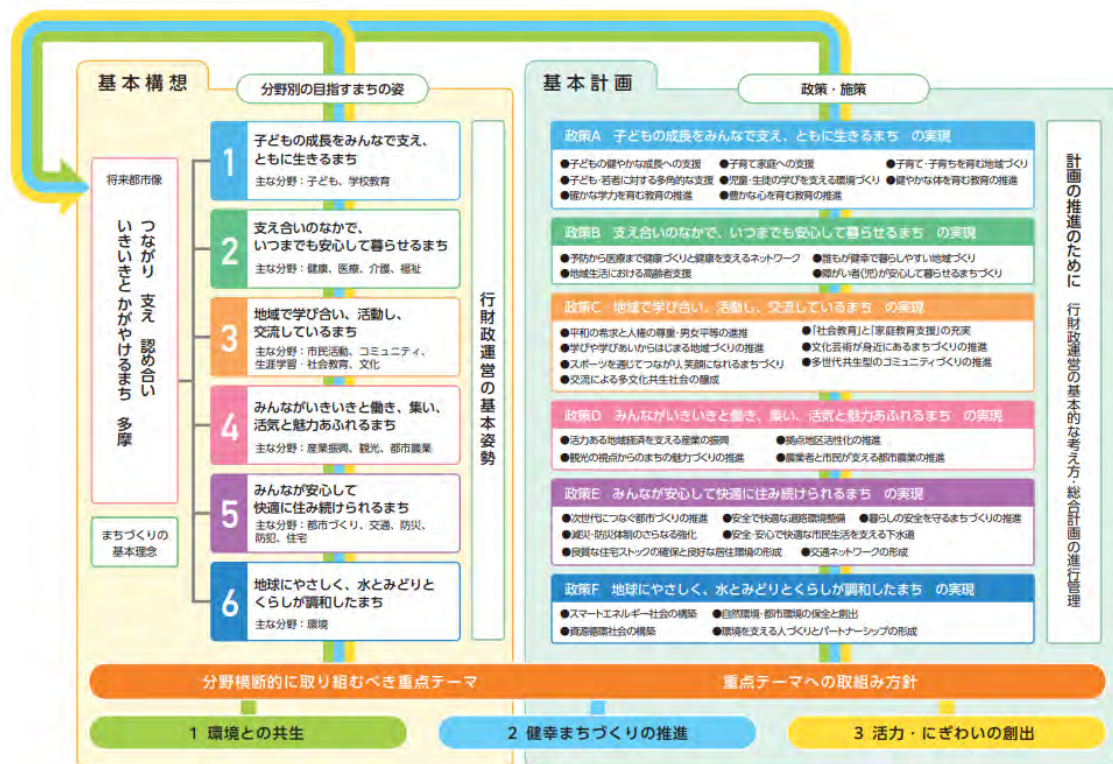 基本構想
分野別の目指すまちの姿
将来都市像
つながり 支え 認め合い
いきいきと かがやけるまち 多摩
まちづくりの
基本理念
1
子どもの成長をみんなで支え、
ともに生きるまち
主な分野：子ども、学校教育
2
支え合いのなかで、
いつまでも安心して暮らせるまち
主な分野：健康、医療、介護、福祉
3
地域で学び合い、活動し、
交流しているまち
主な分野：市民活動、コミュニティ、
生涯学習・社会教育、文化
4
みんながいきいきと働き、集い、
活気と魅力あふれるまち
主な分野：産業振興、観光、都市農業
5
みんなが安心して
快適に住み続けられるまち
主な分野：都市づくり、交通、防災、
防犯、住宅
6
地球にやさしく、水とみどりと
くらしが調和したまち
主な分野：環境
行財政運営の基本姿勢
基本計画
政策・施策
政策A 子どもの成長をみんなで支え、ともに生きるまち の実現
●子どもの健やかな成長への支援 ●子育て家庭への支援 ●子育て・子育ちを育む地域づくり
●子ども・若者に対する多角的な支援 ●児童・生徒の学びを支える環境づくり ●健やかな体を育む教育の推進
●確かな学力を育む教育の推進 ●豊かな心を育む教育の推進
政策B 支え合いのなかで、いつまでも安心して暮らせるまち の実現
●予防から医療まで健康づくりと健康を支えるネットワーク ●誰もが健幸で暮らしやすい地域づくり
●地域生活における高齢者支援 ●障がい者(児)が安心して暮らせるまちづくり
政策C 地域で学び合い、活動し、交流しているまち の実現
●平和の希求と人権の尊重・男女平等の進推 ●「社会教育」と「家庭教育支援」の充実
●学びや学びあいからはじまる地域づくりの推進 ●文化芸術が身近にあるまちづくりの推進
●スポーツを通じてつながり、笑顔になれるまちづくり ●多世代共生型のコミュニティづくりの推進
●交流による多文化共生社会の醸成
政策D みんながいきいきと働き、集い、活気と魅力あふれるまち の実現
●活力ある地域経済を支える産業の振興 ●拠点地区活性化の推進
●観光の視点からのまちの魅力づくりの推進 ●農業者と市民が支える都市農業の推進
政策E みんなが安心して快適に住み続けられるまち の実現
●次世代につなぐ都市づくりの推進 ●安全で快適な道路環境整備 ●暮らしの安全を守るまちづくりの推進
●減災・防災体制のさらなる強化 ●安全・安心で快適な市民生活を支える下水道
●良質な住宅ストックの確保と良好な居住環境の形成 ●交通ネットワークの形成
政策F 地球にやさしく、水とみどりとくらしが調和したまち の実現
●スマートエネルギー社会の構築 ●自然環境・都市環境の保全と創出
●資源循環社会の構築 ●環境を支える人づくりとパートナーシップの形成
計画の推進のために 行財政運営の基本的な考え方・総合計画の進行管理
分野横断的に取り組むべき重点テーマ
重点テーマへの取組み方針
1 環境との共生
2 健幸まちづくりの推進
3 活力・にぎわいの創出